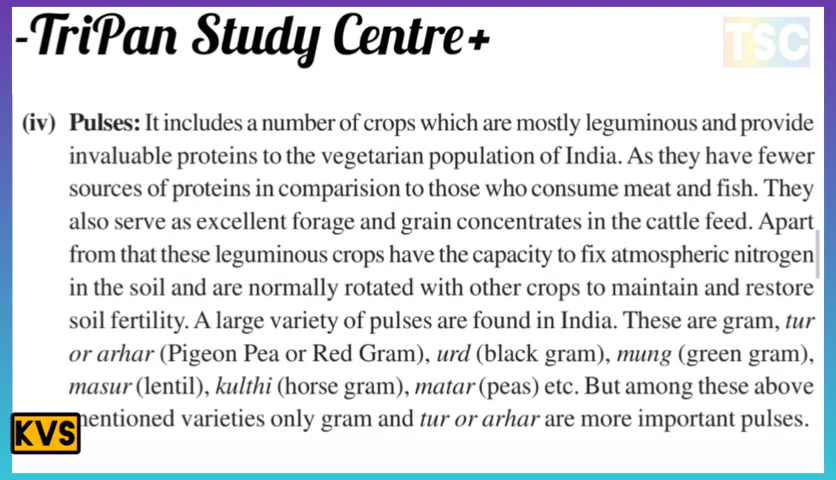 -TriPan Study Centre+
TSC
(iv) Pulses: It includes a number of crops which are mostly leguminous and provide
invaluable proteins to the vegetarian population of India. As they have fewer
sources of proteins in comparision to those who consume meat and fish. They
also serve as excellent forage and grain concentrates in the cattle feed. Apart
from that these leguminous crops have the capacity to fix atmospheric nitrogen
in the soil and are normally rotated with other crops to maintain and restore
soil fertility. A large variety of pulses are found in India. These are gram, tur
or arhar (Pigeon Pea or Red Gram), urd (black gram), mung (green gram),
masur (lentil), kulthi (horse gram), matar (peas) etc. But among these above
mentioned varieties only gram and tur or arhar are more important pulses.
KVS